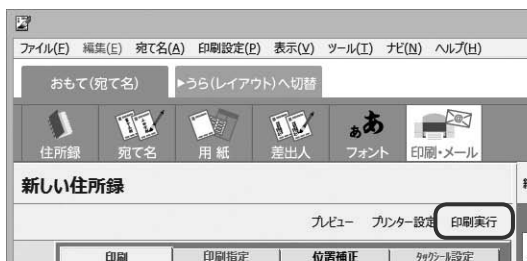 ファイル(F) 編集(E) 宛て名(A) 印刷設定(P) 表示(V) ツール(T) ナビ(N) ヘルプ(H)
おもて(宛て名) ▶うら(レイアウト)へ切替
住所録 宛て名 用紙 差出人 フォント 印刷・メール
新しい住所録
プレビュー プリンター設定 印刷実行
印刷 印刷指定 位置補正 タックシール設定